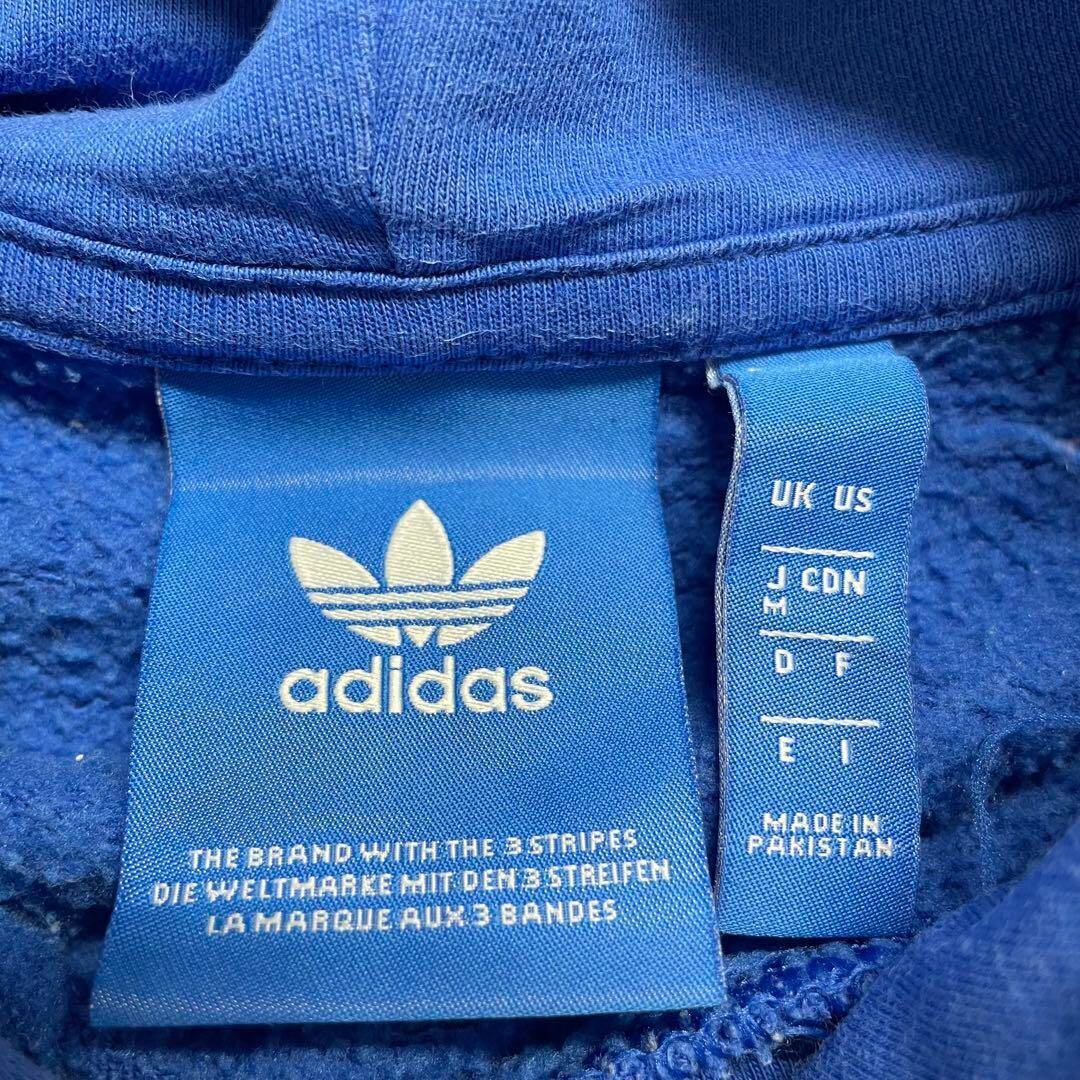 adidas
THE BRAND WITH THE 3 STRIPES
DIE WELTMARKE MIT DEN 3 STREIFEN
LA MARQUE AUX 3 BANDES
UK US
J CDN
M
D F
E I
MADE IN
PAKISTAN